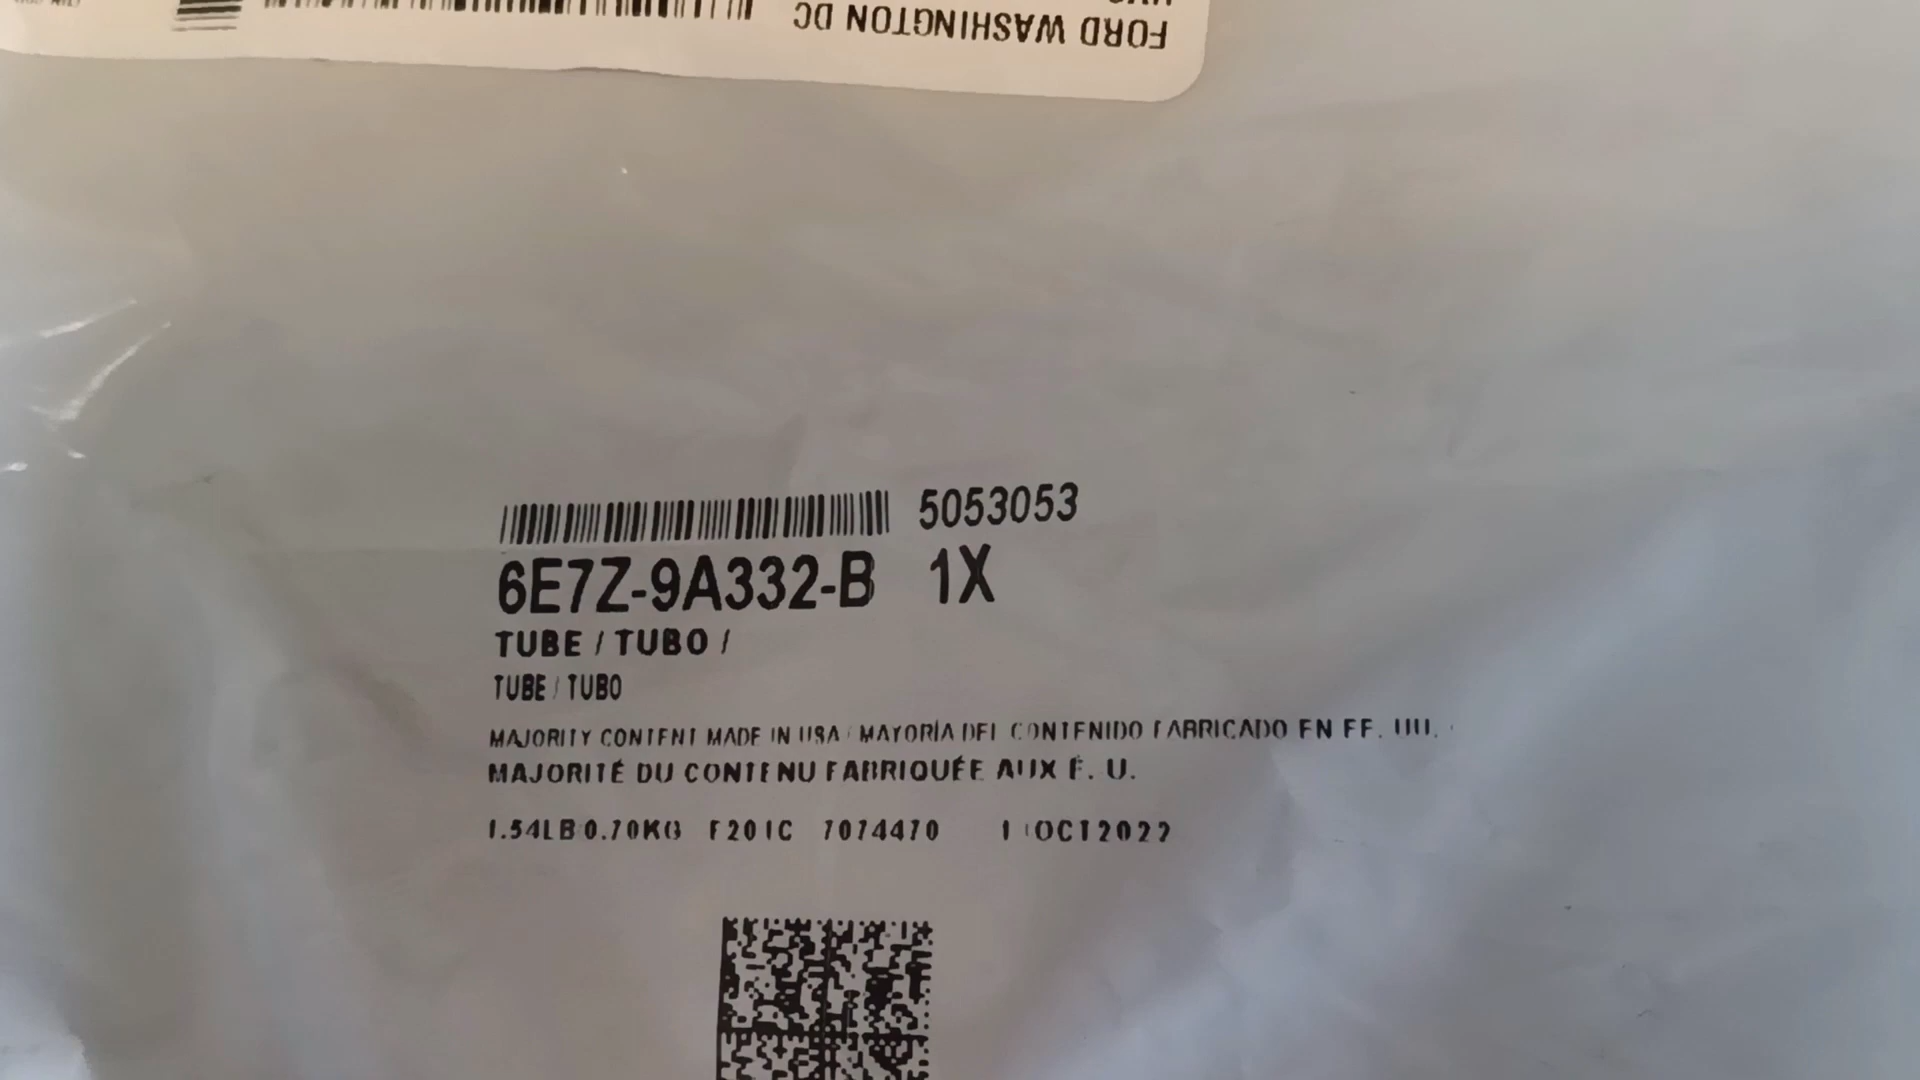 FORD WASHINGTON DC
5053053
6E7Z-9A332-B 1X
TUBE / TUBO /
TUBE / TUBO
MAJORITY CONTENT MADE IN USA / MAYORÍA DEL CONTENIDO FABRICADO EN EE. UU.
MAJORITÉ DU CONTENU FABRIQUÉE AUX É. U.
1.54LB 0.70KG F201C 7074470 OCT2022